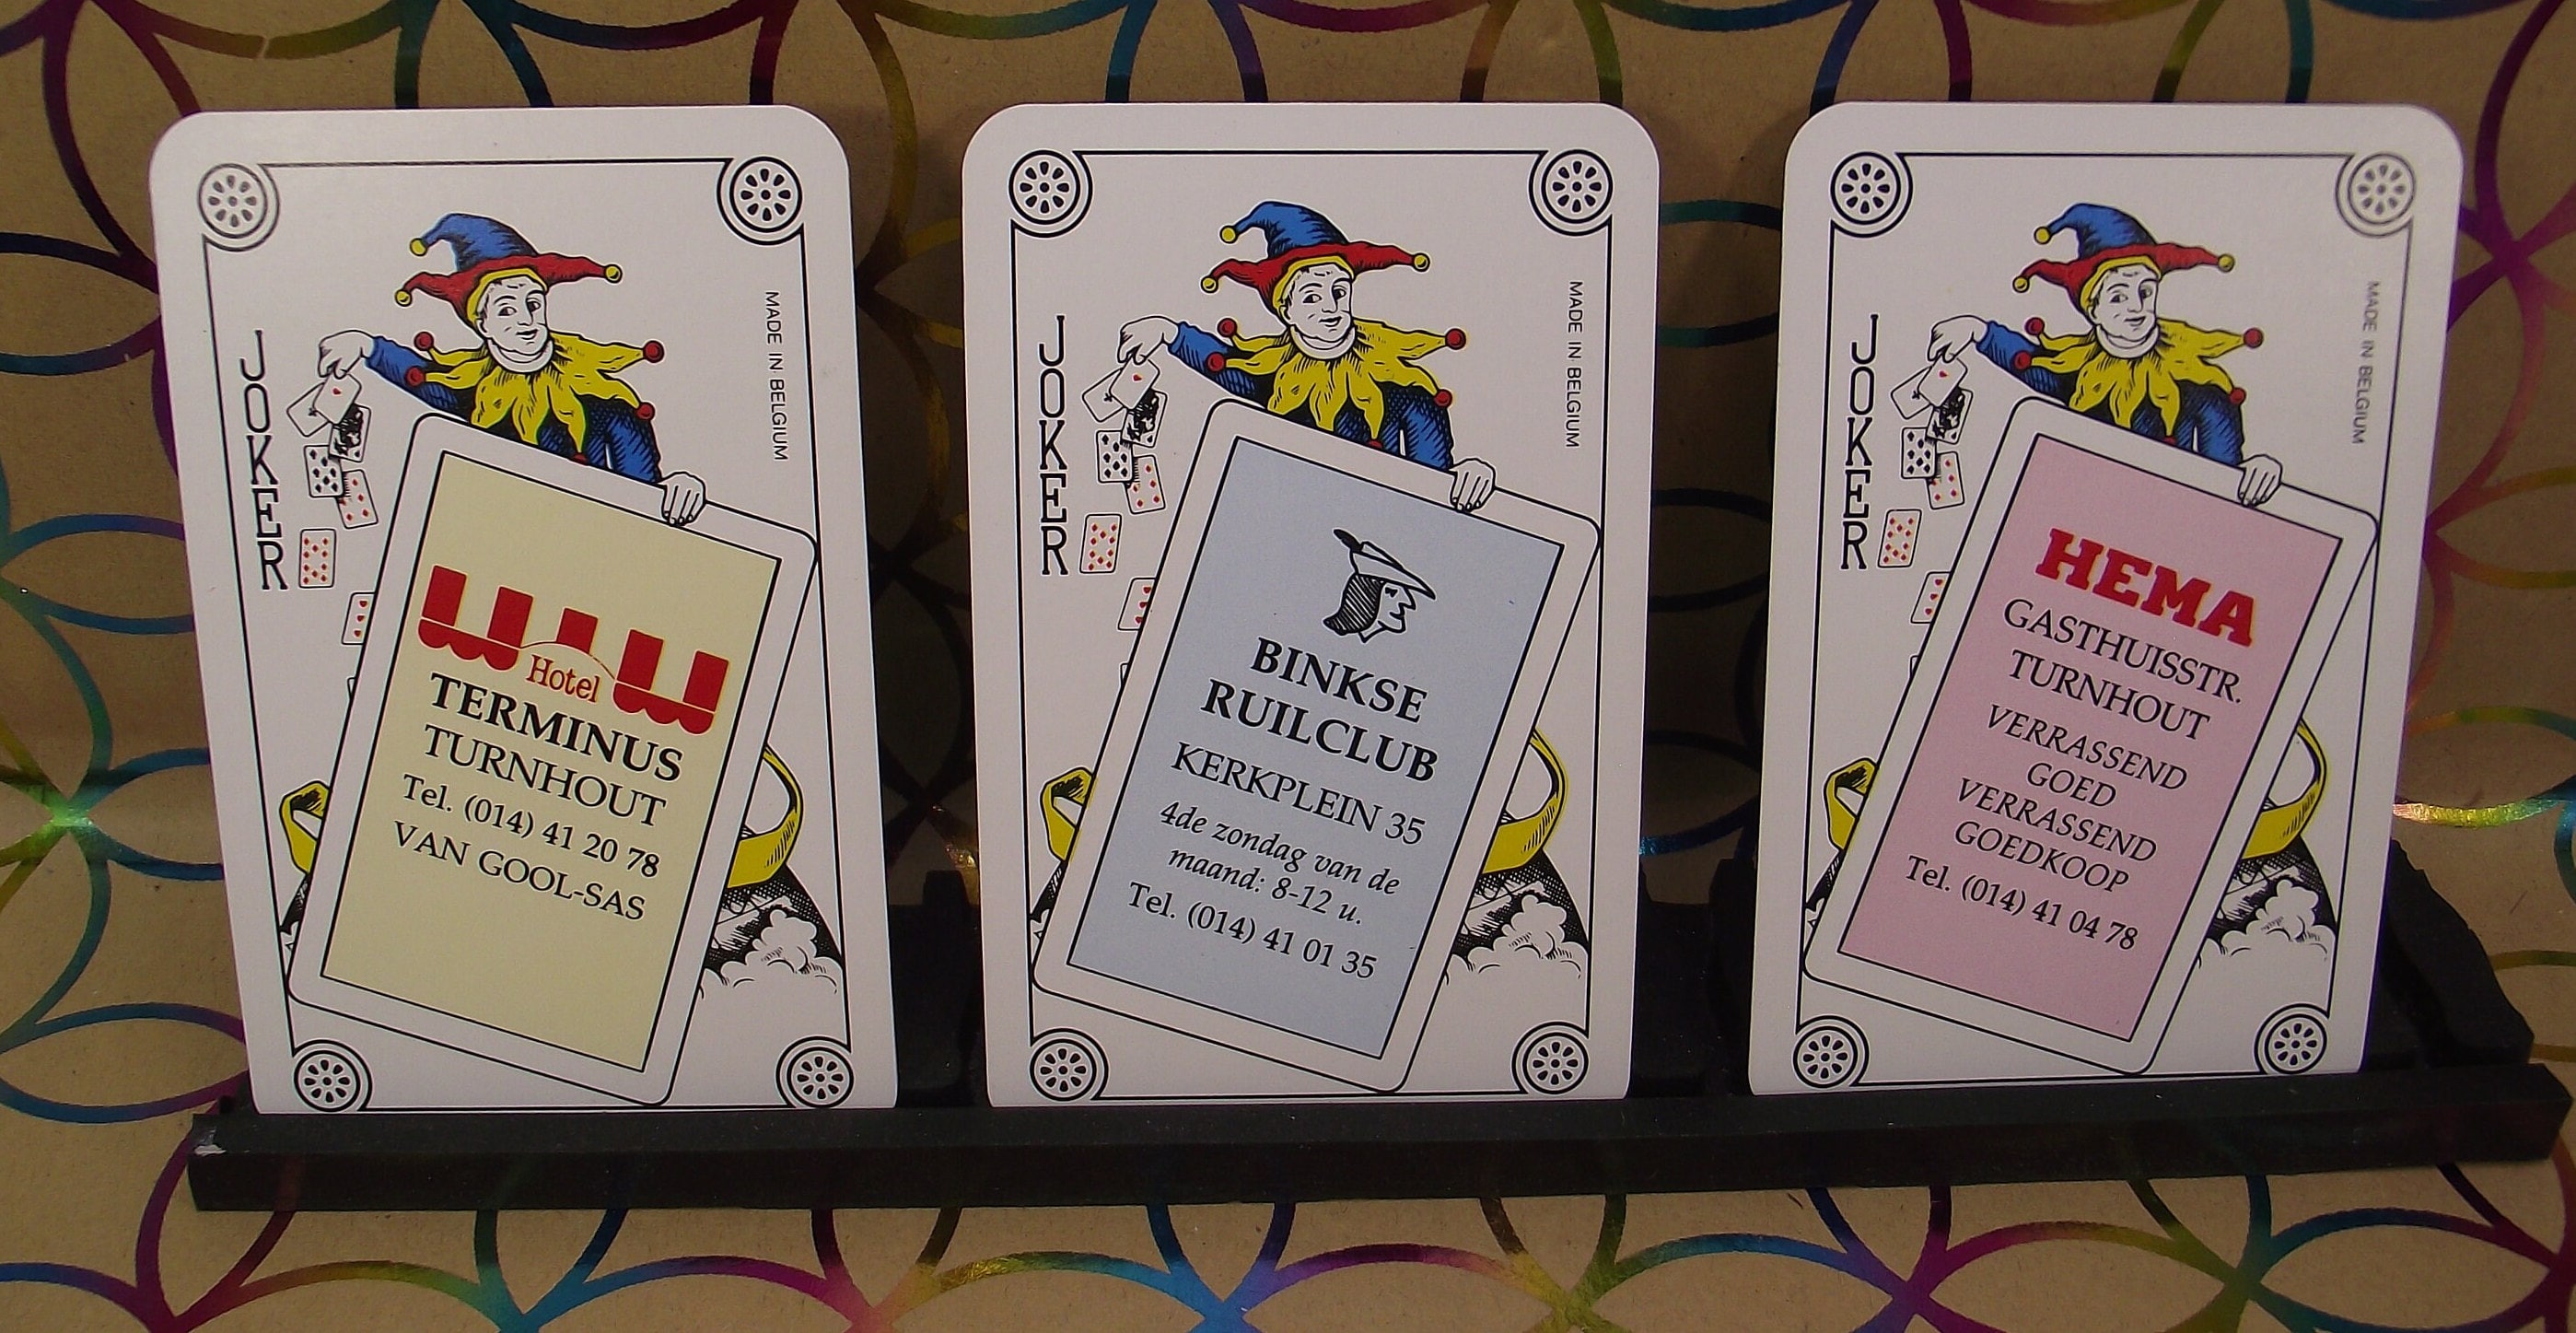 JOKER
MADE IN BELGIUM
Hotel
TERMINUS
TURNHOUT
Tel. (014) 41 20 78
VAN GOOL-SAS
JOKER
MADE IN BELGIUM
BINKSE
RUILCLUB
KERKPLEIN 35
4de zondag van de
maand: 8-12 u.
Tel. (014) 41 01 35
JOKER
MADE IN BELGIUM
HEMA
GASTHUISSTR.
TURNHOUT
VERRASSEND
GOED
VERRASSEND
GOEDKOOP
Tel. (014) 41 04 78